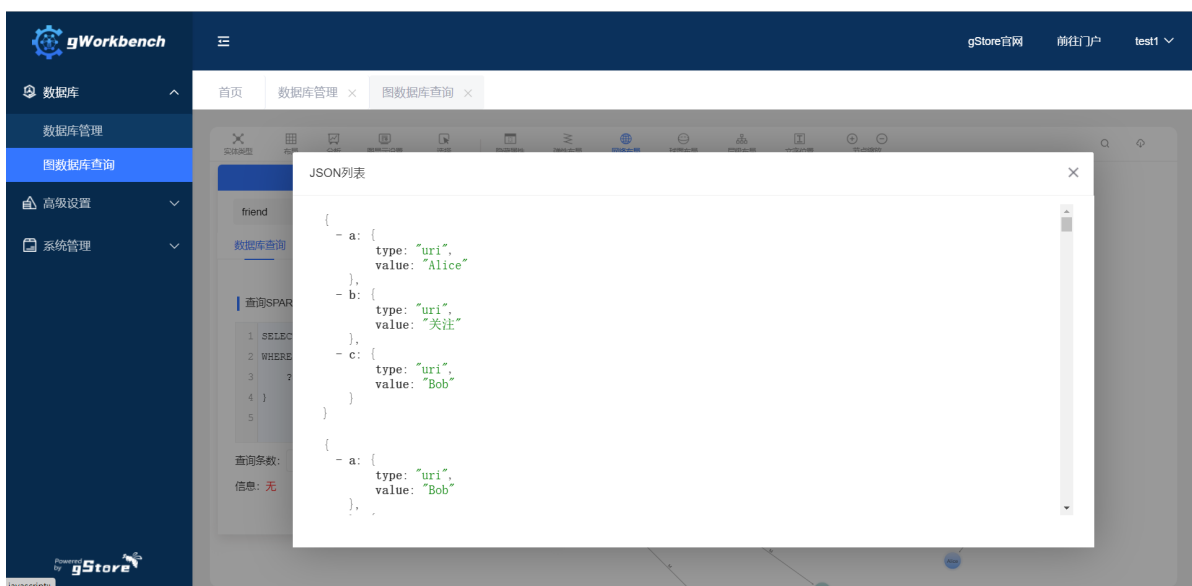 gWorkbench
gStore官网
前往门户
test1
数据库
首页
数据库管理 ×
图数据库查询 ×
数据库管理
图数据库查询
高级设置
系统管理
实体类型
JSON列表
friend
数据库查询
查询SPAR
1 SELEC
2 WHERE
3 ?
4 }
5
查询条数:
信息: 无
{
- a: {
type: "uri",
value: "Alice"
},
- b: {
type: "uri",
value: "关注"
},
- c: {
type: "uri",
value: "Bob"
}
}
{
- a: {
type: "uri",
value: "Bob"
},
Powered by gStore